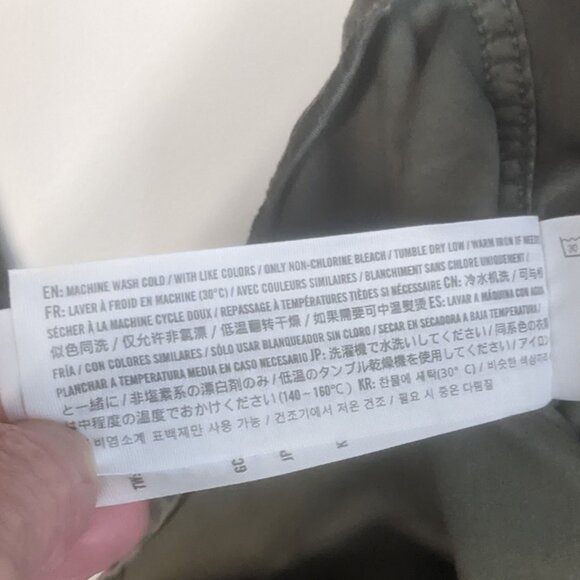 EN: MACHINE WASH COLD / WITH LIKE COLORS / ONLY NON-CHLORINE BLEACH / TUMBLE DRY LOW / WARM IRON IF NEEDE
FR: LAVER À FROID EN MACHINE (30°C) / AVEC COULEURS SIMILAIRES / BLANCHIMENT SANS CHLORE UNIQUEMENT /
SÉCHER À LA MACHINE CYCLE DOUX / REPASSAGE À TEMPÉRATURES TIÈDES SI NÉCESSAIRE CN: 冷水机洗 / 可与相
似色同洗 / 仅允许非氯漂 / 低温翻转干燥 / 如果需要可中温熨烫 ES: LAVAR A MÁQUINA CON AGUA
FRÍA / CON COLORES SIMILARES / SÓLO USAR BLANQUEADOR SIN CLORO / SECAR EN SECADORA A BAJA TEMPERATURA /
PLANCHAR A TEMPERATURA MEDIA EN CASO NECESARIO JP: 洗濯機で水洗いしてください / 同系色の衣
と一緒に / 非塩素系の漂白剤のみ / 低温のタンブル乾燥機を使用してください / アイロン
中程度の温度でおかけください (140~160℃) KR: 찬물에 세탁(30° C) / 비슷한 색상끼리
비염소계 표백제만 사용 가능 / 건조기에서 저온 건조 / 필요 시 중온 다림질
TW:
GC
JP
K
30